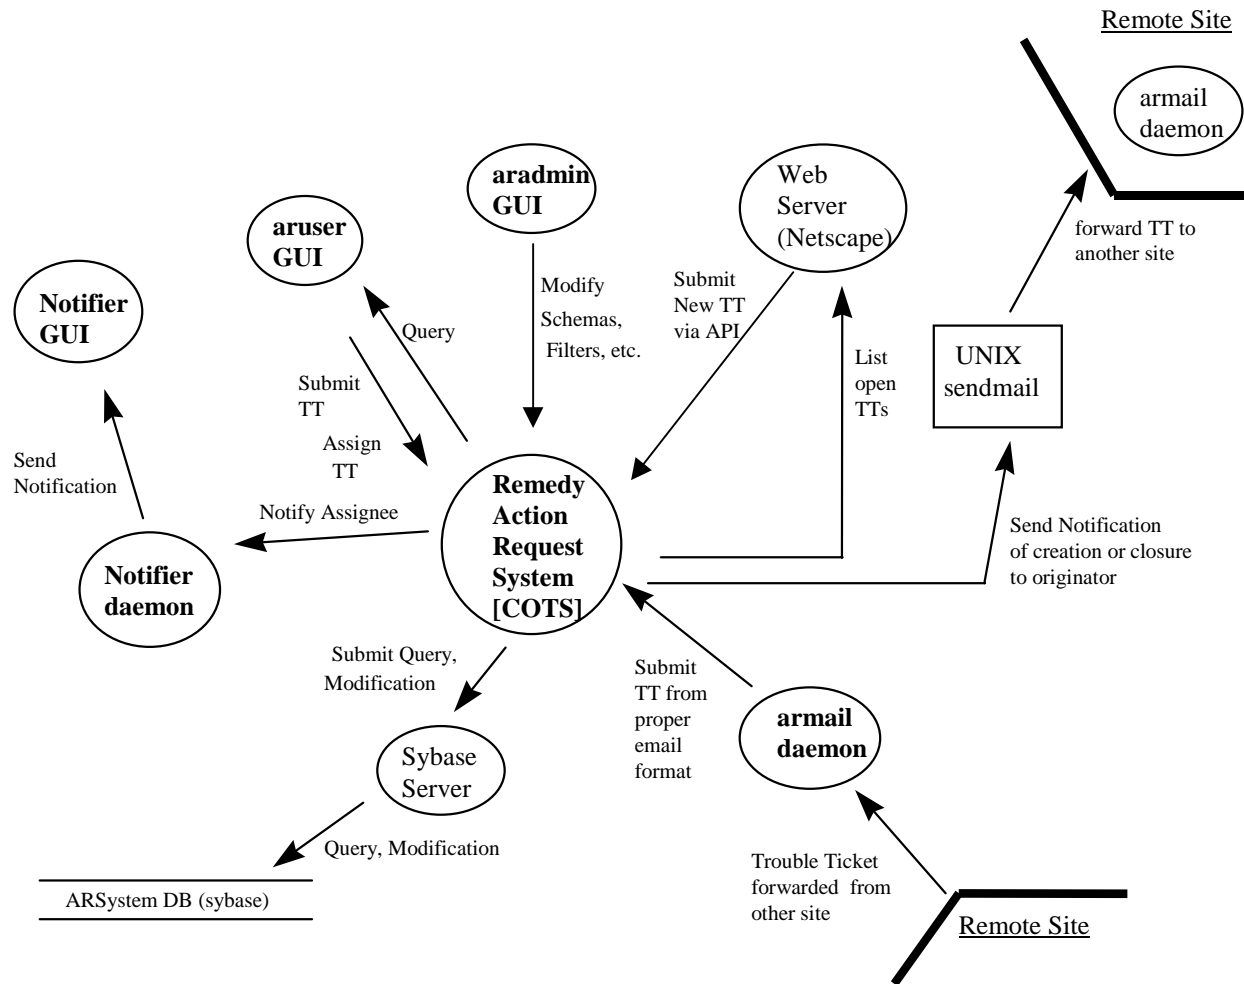 Remote Site
armail
daemon
aradmin
GUI
Web
Server
(Netscape)
aruser
GUI
forward TT to
another site
Notifier
GUI
Modify
Schemas,
Filters, etc.
Submit
New TT
via API
Query
List
open
TTs
UNIX
sendmail
Submit
TT
Assign
TT
Send
Notification
Notify Assignee
Remedy
Action
Request
System
[COTS]
Send Notification
of creation or closure
to originator
Notifier
daemon
Submit Query,
Modification
Submit
TT from
proper
email
format
armail
daemon
Sybase
Server
Query, Modification
Trouble Ticket
forwarded from
other site
ARSystem DB (sybase)
Remote Site